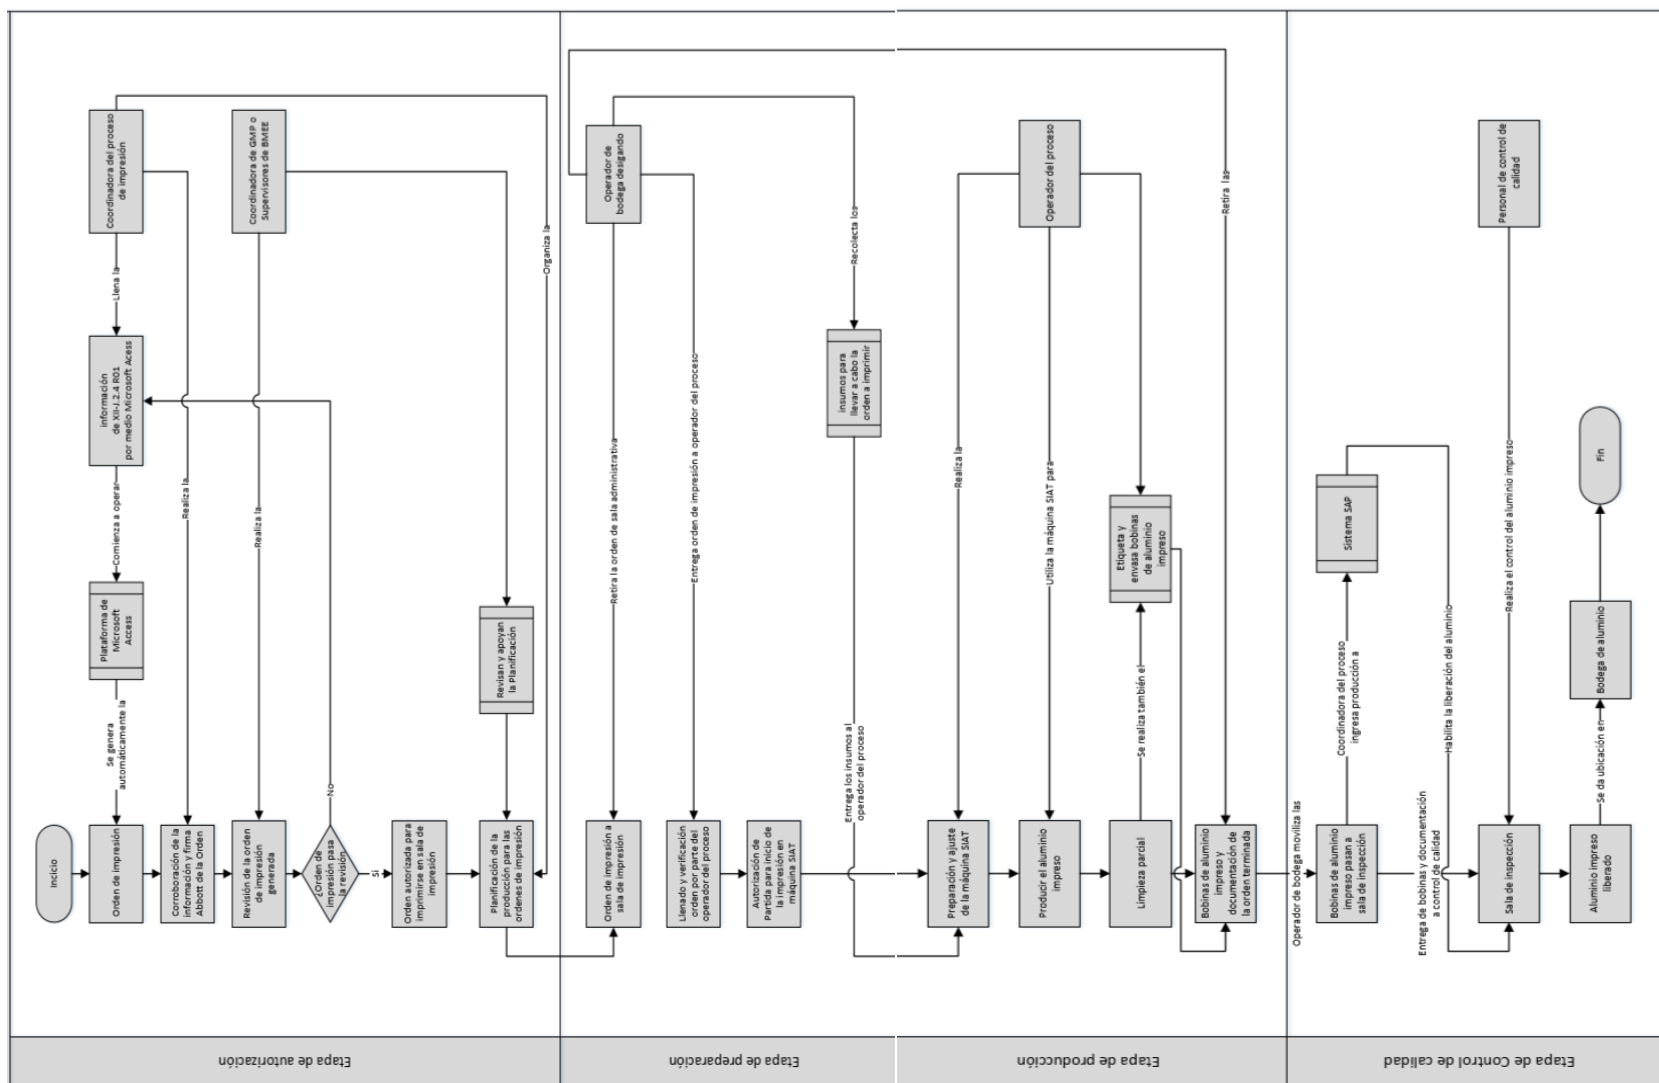 Inicio
Orden de impresión
Corroboración de la
información y firma
Abbott de la Orden
Revisión de la orden
de impresión
generada
¿Orden de
impresión pasa
la revisión
Si
No
Orden autorizada para
imprimirse en sala de
impresión
Planificación de la
producción para las
ordenes de impresión
Se genera
automáticamente la
Plataforma de
Microsoft
Access
Comienza a operar
información
de XII-J.2.4 R01
por medio Microsoft Acess
Llena la
Coordinadora del proceso
de impresión
Realiza la
Coordinadora de GMP o
Supervisores de BMEE
Realiza la
Revisan y apoyan
la Planificación
Organiza la
Etapa de autorización
Orden de impresión a
sala de impresión
Llenado y verificación
orden por parte del
operador del proceso
Autorización de
Partida para inicio de
la impresión en
máquina SIAT
Retira la orden de sala administrativa
Entrega orden de impresión a operador del proceso
Operador de
bodega desigando
Recolecta los
insumos para
llevar a cabo la
orden a imprimir
Entrega los insumos al
operador del proceso
Etapa de preparación
Preparación y ajuste
de la máquina SIAT
Producir el aluminio
impreso
Limpieza parcial
Bobinas de aluminio
impreso y
documentación de
la orden terminada
Realiza la
Utiliza la máquina SIAT para
Se realiza también el
Etiqueta y
envasa bobinas
de aluminio
impreso
Operador del proceso
Retira las
Etapa de producción
Operador de bodega moviliza las
Bobinas de aluminio
impreso pasan a
sala de inspección
Coordinadora del proceso
ingresa producción a
Sistema SAP
Entrega de bobinas y documentación
a control de calidad
Habilita la liberación del aluminio
Sala de inspección
Realiza el control del aluminio impreso
Personal de control de
calidad
Aluminio impreso
liberado
Se da ubicación en
Bodega de aluminio
Fin
Etapa de Control de calidad